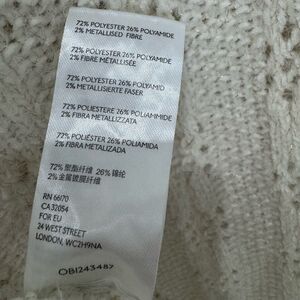 72% POLYESTER 26% POLYAMIDE
2% METALLISED FIBRE
72% POLYESTER 26% POLYAMIDE
2% FIBRE METALLISÉE
72% POLYESTER 26% POLYAMID
2% METALLISIERTE FASER
72% POLIESTERE 26% POLIAMMIDE
2% FIBRA METALLIZZATA
72% POLIÉSTER 26% POLIAMIDA
2% FIBRA METALIZADA
72% 聚酯纤维 26% 锦纶
2% 金属镀膜纤维
RN 66170
CA 32054
FOR EU
24 WEST STREET
LONDON, WC2H9NA
OBI243487